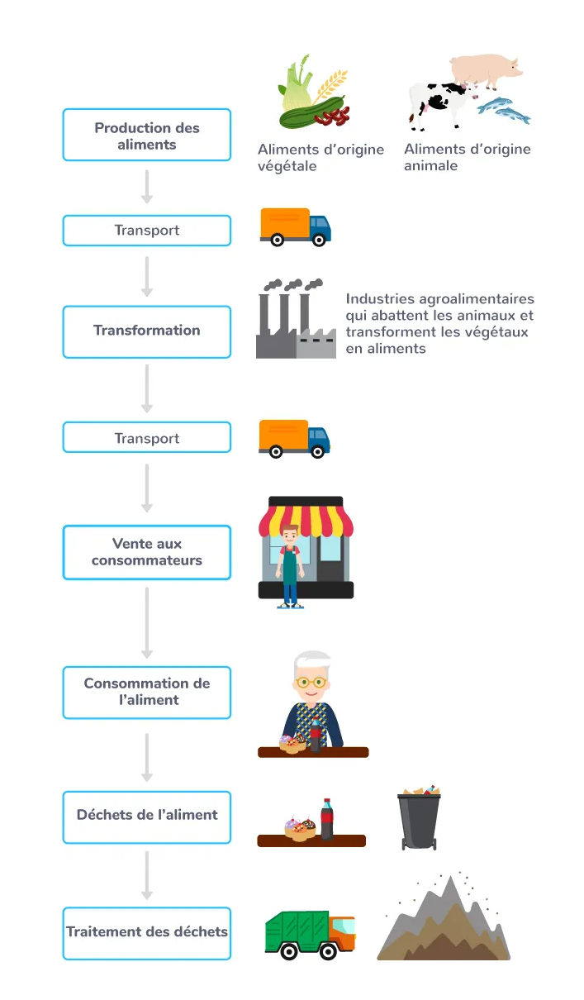 Production des
aliments
Aliments d’origine
végétale
Aliments d’origine
animale
Transport
Industries agroalimentaires
qui abattent les animaux et
transforment les végétaux
en aliments
Transformation
Transport
Vente aux
consommateurs
Consommation de
l’aliment
Déchets de l’aliment
Traitement des déchets